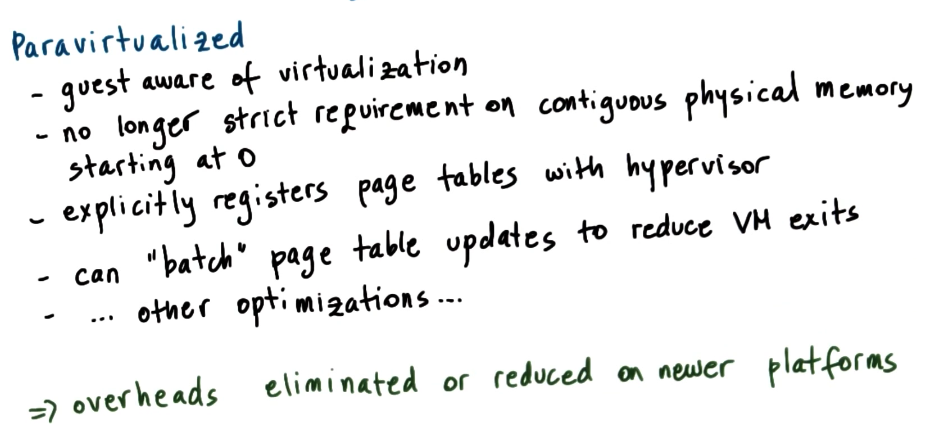 Paravirtualized
- guest aware of virtualization
- no longer strict requirement on contiguous physical memory
starting at 0
- explicitly registers page tables with hypervisor
- can "batch" page table updates to reduce VM exits
- ... other optimizations...
=> overheads eliminated or reduced on newer platforms